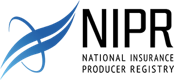 NIPR
NATIONAL INSURANCE
PRODUCER REGISTRY